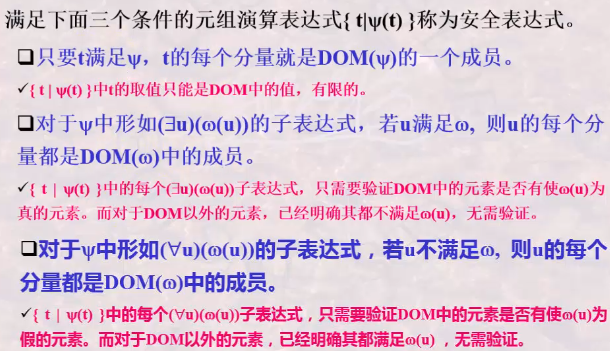 满足下面三个条件的元组演算表达式{ t|ψ(t) }称为安全表达式。
❑只要t满足ψ，t的每个分量就是DOM(ψ)的一个成员。
✓{ t | ψ(t) }中t的取值只能是DOM中的值，有限的。
❑对于ψ中形如(∃u)(ω(u))的子表达式，若u满足ω, 则u的每个分
量都是DOM(ω)中的成员。
✓{ t | ψ(t) }中的每个(∃u)(ω(u))子表达式，只需要验证DOM中的元素是否有使ω(u)为
真的元素。而对于DOM以外的元素，已经明确其都不满足ω(u)，无需验证。
❑对于ψ中形如(∀u)(ω(u))的子表达式，若u不满足ω, 则u的每个
分量都是DOM(ω)中的成员。
✓{ t | ψ(t) }中的每个(∀u)(ω(u))子表达式，只需要验证DOM中的元素是否有使ω(u)为
假的元素。而对于DOM以外的元素，已经明确其都满足ω(u) ，无需验证。